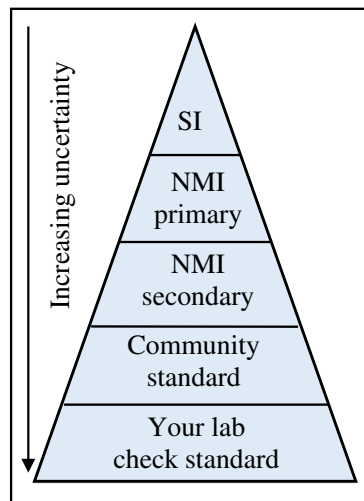 Increasing uncertainty
SI
NMI
primary
NMI
secondary
Community
standard
Your lab
check standard